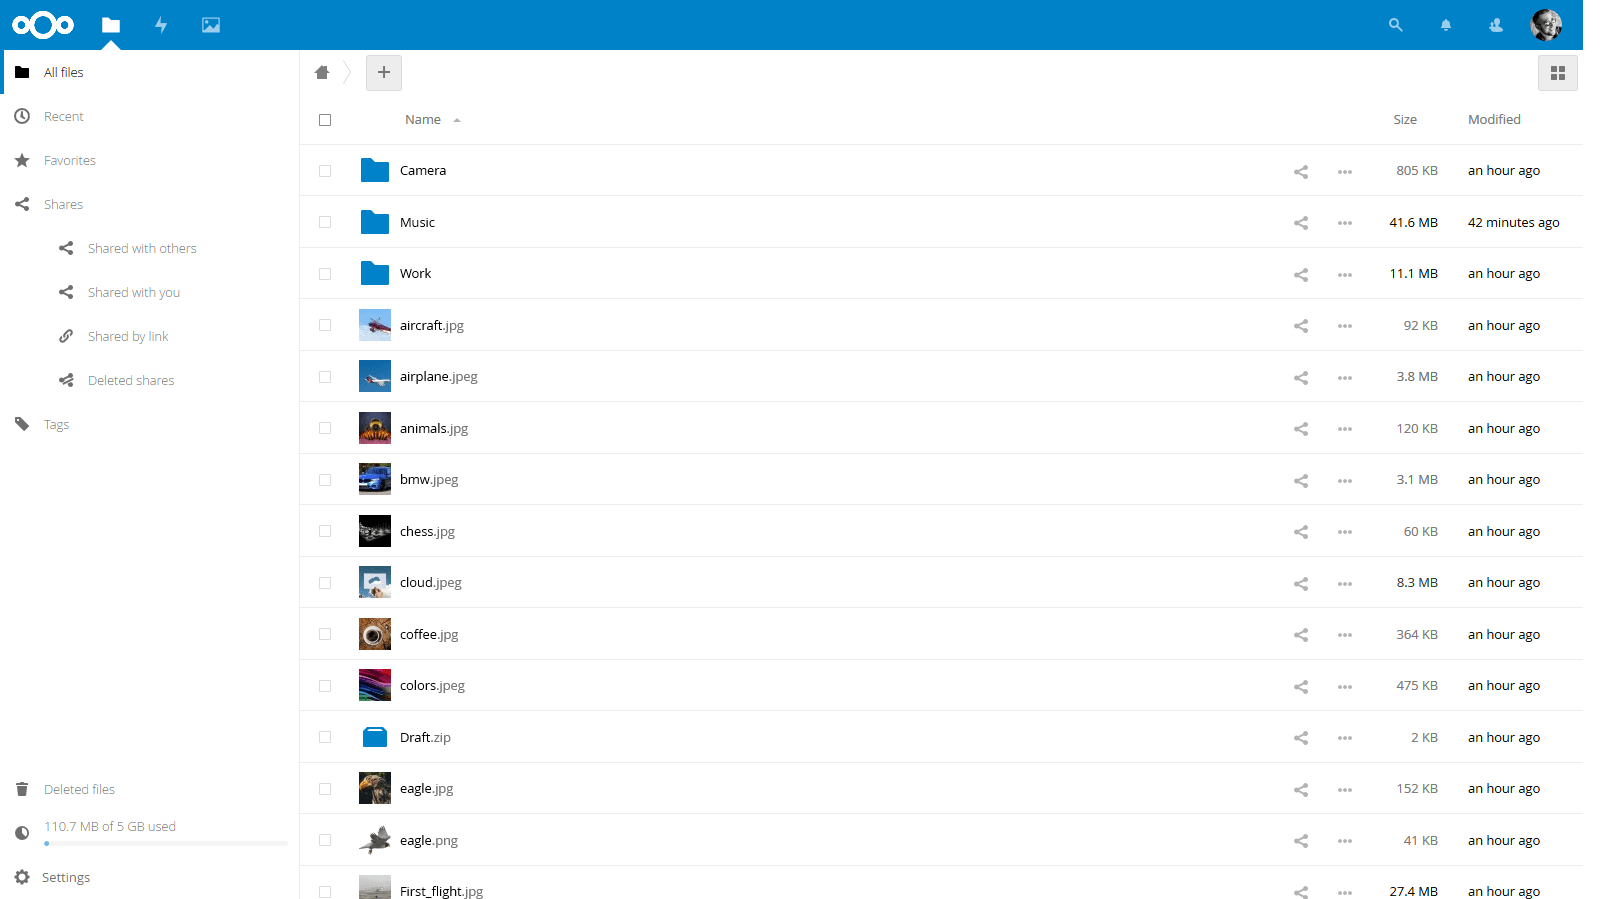 All files
Recent
Favorites
Shares
Shared with others
Shared with you
Shared by link
Deleted shares
Tags
Deleted files
110.7 MB of 5 GB used
Settings
Name Size Modified
Camera 805 KB an hour ago
Music 41.6 MB 42 minutes ago
Work 11.1 MB an hour ago
aircraft.jpg 92 KB an hour ago
airplane.jpeg 3.8 MB an hour ago
animals.jpg 120 KB an hour ago
bmw.jpeg 3.1 MB an hour ago
chess.jpg 60 KB an hour ago
cloud.jpeg 8.3 MB an hour ago
coffee.jpg 364 KB an hour ago
colors.jpeg 475 KB an hour ago
Draft.zip 2 KB an hour ago
eagle.jpg 152 KB an hour ago
eagle.png 41 KB an hour ago
First_flight.jpg 27.4 MB an hour ago